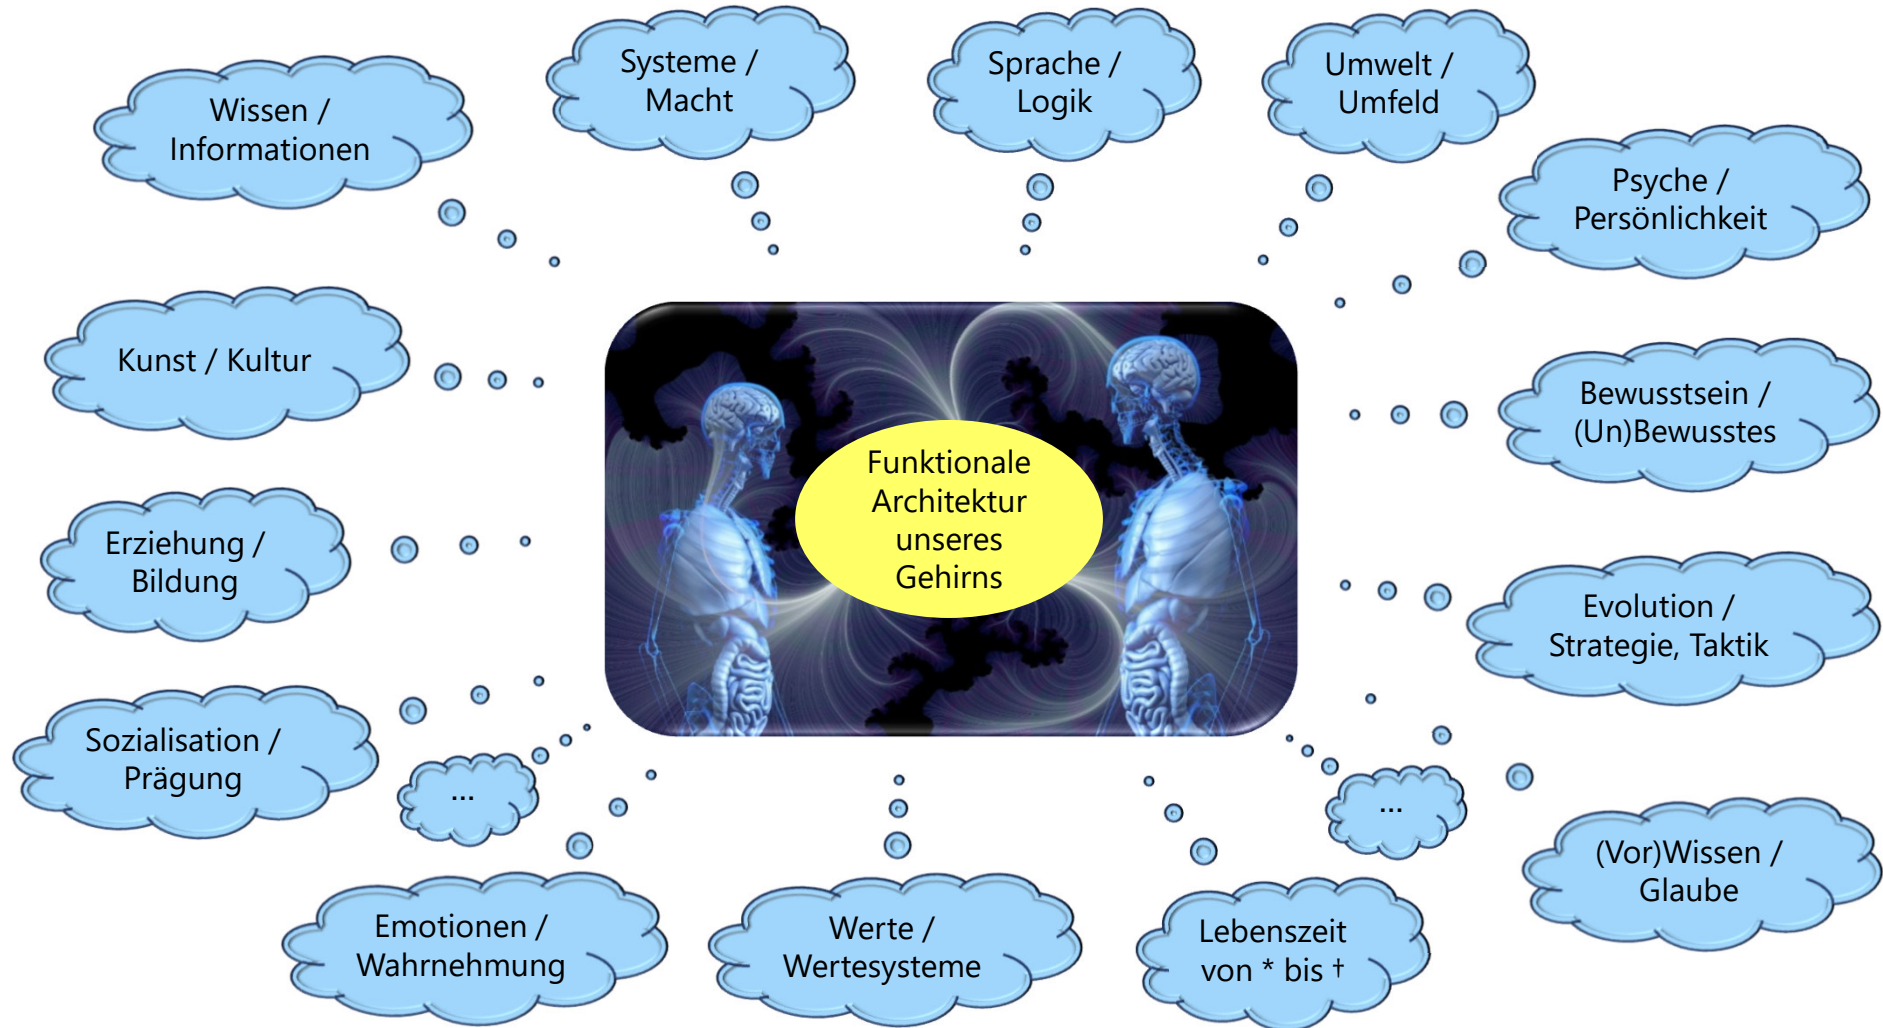 Wissen /
Informationen
Systeme /
Macht
Sprache /
Logik
Umwelt /
Umfeld
Psyche /
Persönlichkeit
Kunst / Kultur
Bewusstsein /
(Un)Bewusstes
Funktionale
Architektur
unseres
Gehirns
Erziehung /
Bildung
Evolution /
Strategie, Taktik
Sozialisation /
Prägung
...
...
(Vor)Wissen /
Glaube
Emotionen /
Wahrnehmung
Werte /
Wertesysteme
Lebenszeit
von * bis †